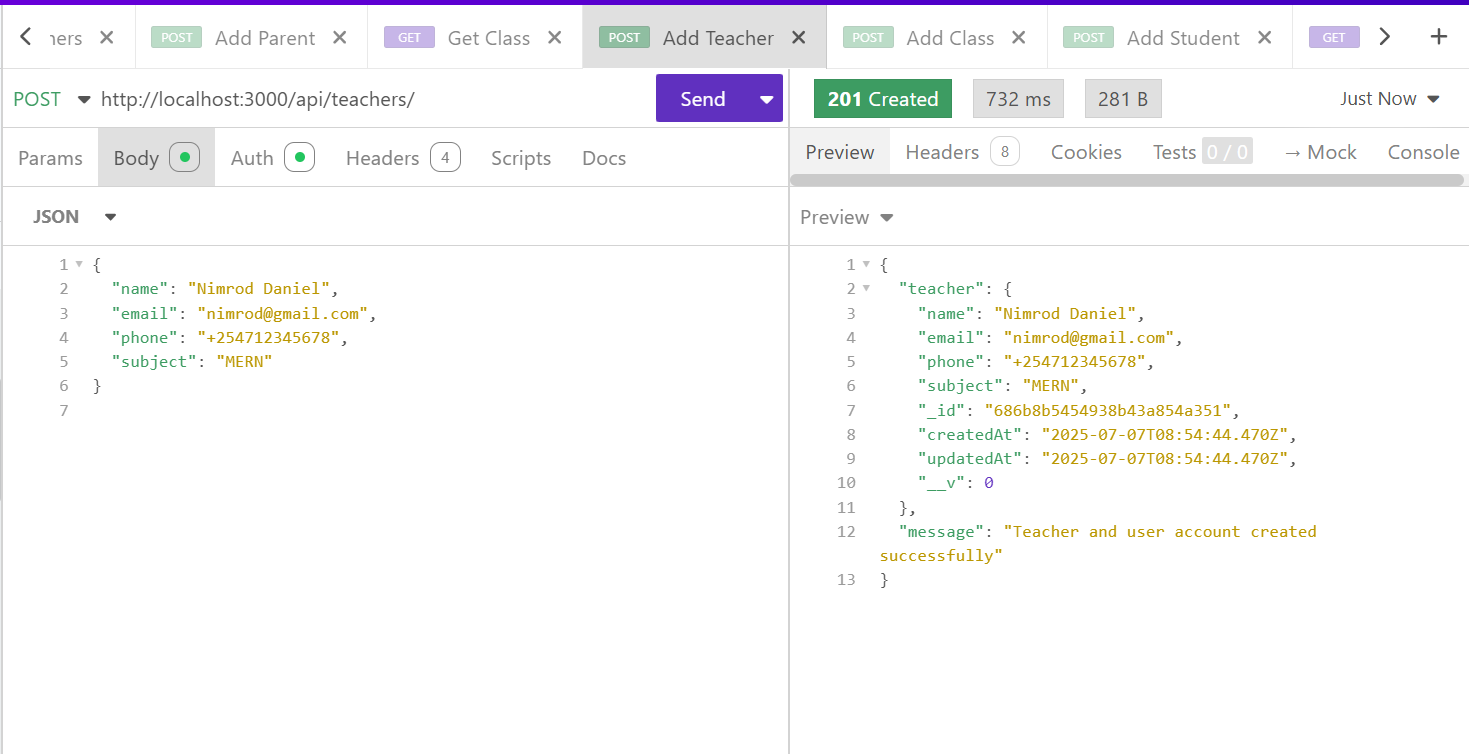 ners × POST Add Parent × GET Get Class × POST Add Teacher × POST Add Class × POST Add Student × GET +
POST http://localhost:3000/api/teachers/ Send
201 Created 732 ms 281 B Just Now
Params Body Auth Headers 4 Scripts Docs
Preview Headers 8 Cookies Tests 0 / 0 → Mock Console
JSON
Preview
1 {
2 "name": "Nimrod Daniel",
3 "email": "nimrod@gmail.com",
4 "phone": "+254712345678",
5 "subject": "MERN"
6 }
7
1 {
2 "teacher": {
3 "name": "Nimrod Daniel",
4 "email": "nimrod@gmail.com",
5 "phone": "+254712345678",
6 "subject": "MERN",
7 "_id": "686b8b5454938b43a854a351",
8 "createdAt": "2025-07-07T08:54:44.470Z",
9 "updatedAt": "2025-07-07T08:54:44.470Z",
10 "__v": 0
11 },
12 "message": "Teacher and user account created
successfully"
13 }